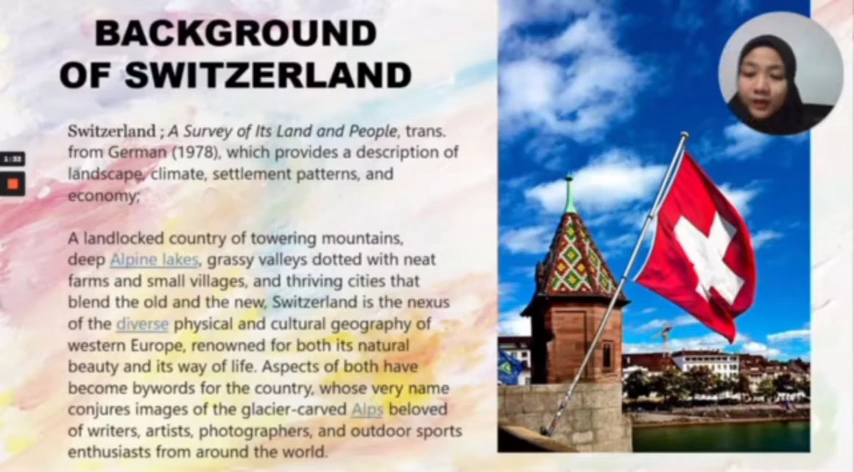 BACKGROUND
OF SWITZERLAND
Switzerland ; A Survey of Its Land and People, trans.
from German (1978), which provides a description of
landscape, climate, settlement patterns, and
economy;
A landlocked country of towering mountains,
deep Alpine lakes, grassy valleys dotted with neat
farms and small villages, and thriving cities that
blend the old and the new, Switzerland is the nexus
of the diverse physical and cultural geography of
western Europe, renowned for both its natural
beauty and its way of life. Aspects of both have
become bywords for the country, whose very name
conjures images of the glacier-carved Alps beloved
of writers, artists, photographers, and outdoor sports
enthusiasts from around the world.